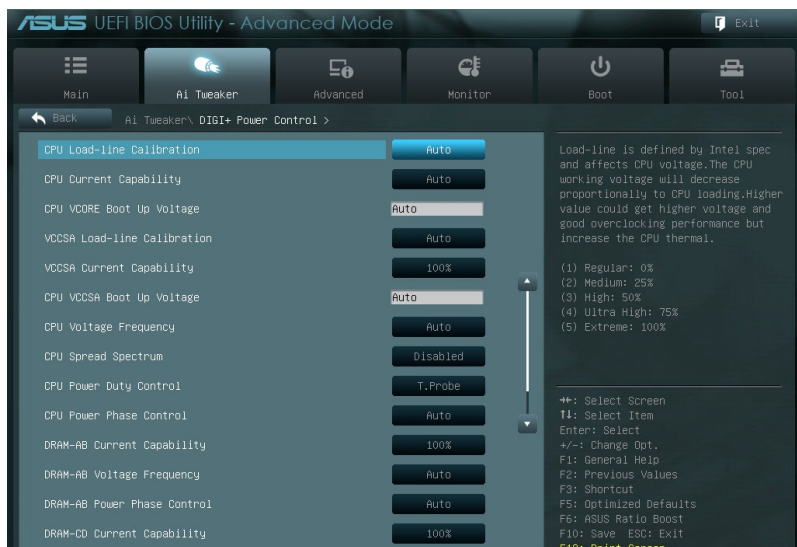 ASUS UEFI BIOS Utility - Advanced Mode
Exit
Main
Ai Tweaker
Advanced
Monitor
Boot
Tool
Back
Ai Tweaker\ DIGI+ Power Control >
CPU Load-line Calibration Auto
CPU Current Capability Auto
CPU VCORE Boot Up Voltage Auto
VCCSA Load-line Calibration Auto
VCCSA Current Capability 100%
CPU VCCSA Boot Up Voltage Auto
CPU Voltage Frequency Auto
CPU Spread Spectrum Disabled
CPU Power Duty Control T.Probe
CPU Power Phase Control Auto
DRAM-AB Current Capability 100%
DRAM-AB Voltage Frequency Auto
DRAM-AB Power Phase Control Auto
DRAM-CD Current Capability 100%
Load-line is defined by Intel spec
and affects CPU voltage.The CPU
working voltage will decrease
proportionally to CPU loading.Higher
value could get higher voltage and
good overclocking performance but
increase the CPU thermal.
(1) Regular: 0%
(2) Medium: 25%
(3) High: 50%
(4) Ultra High: 75%
(5) Extreme: 100%
→←: Select Screen
↑↓: Select Item
Enter: Select
+/-: Change Opt.
F1: General Help
F2: Previous Values
F3: Shortcut
F5: Optimized Defaults
F6: ASUS Ratio Boost
F10: Save ESC: Exit
F12: Print Screen